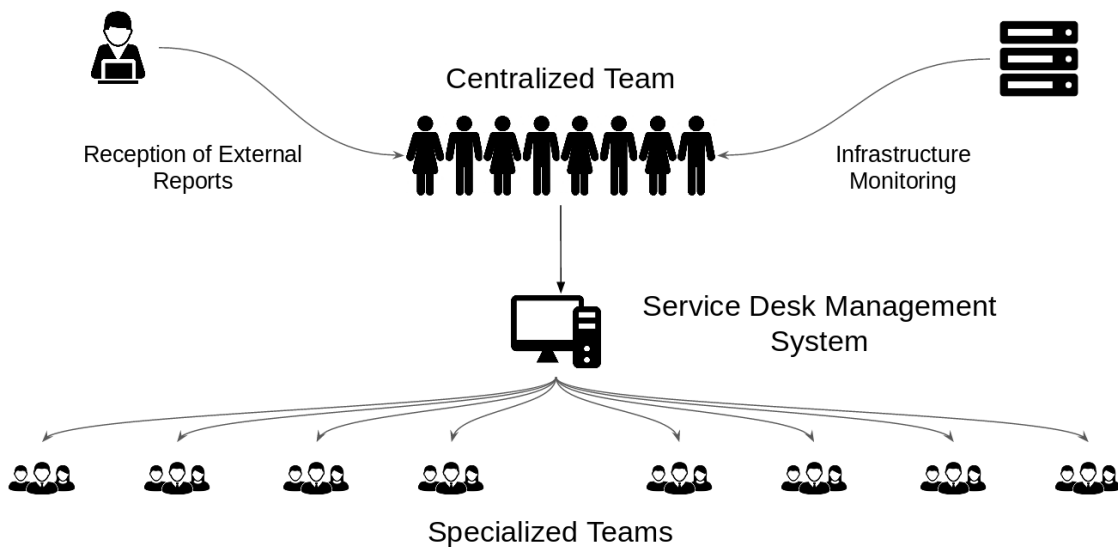 Centralized Team
Reception of External
Reports
Infrastructure
Monitoring
Service Desk Management
System
Specialized Teams